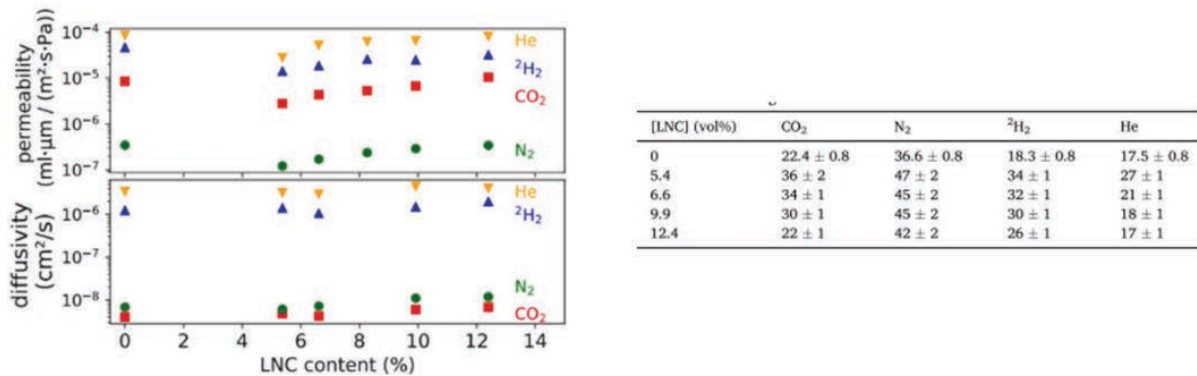 permeability
(ml·μm / (m²·s·Pa))
10⁻⁴
10⁻⁵
10⁻⁶
10⁻⁷
He
²H₂
CO₂
N₂
diffusivity
(cm²/s)
10⁻⁶
10⁻⁸
He
²H₂
N₂
CO₂
0 2 4 6 8 10 12 14
LNC content (%)
[LNC] (vol%) CO₂ N₂ ²H₂ He
0 22.4 ± 0.8 36.6 ± 0.8 18.3 ± 0.8 17.5 ± 0.8
5.4 36 ± 2 47 ± 2 34 ± 1 27 ± 1
6.6 34 ± 1 45 ± 2 32 ± 1 21 ± 1
9.9 30 ± 1 45 ± 2 30 ± 1 18 ± 1
12.4 22 ± 1 42 ± 2 26 ± 1 17 ± 1